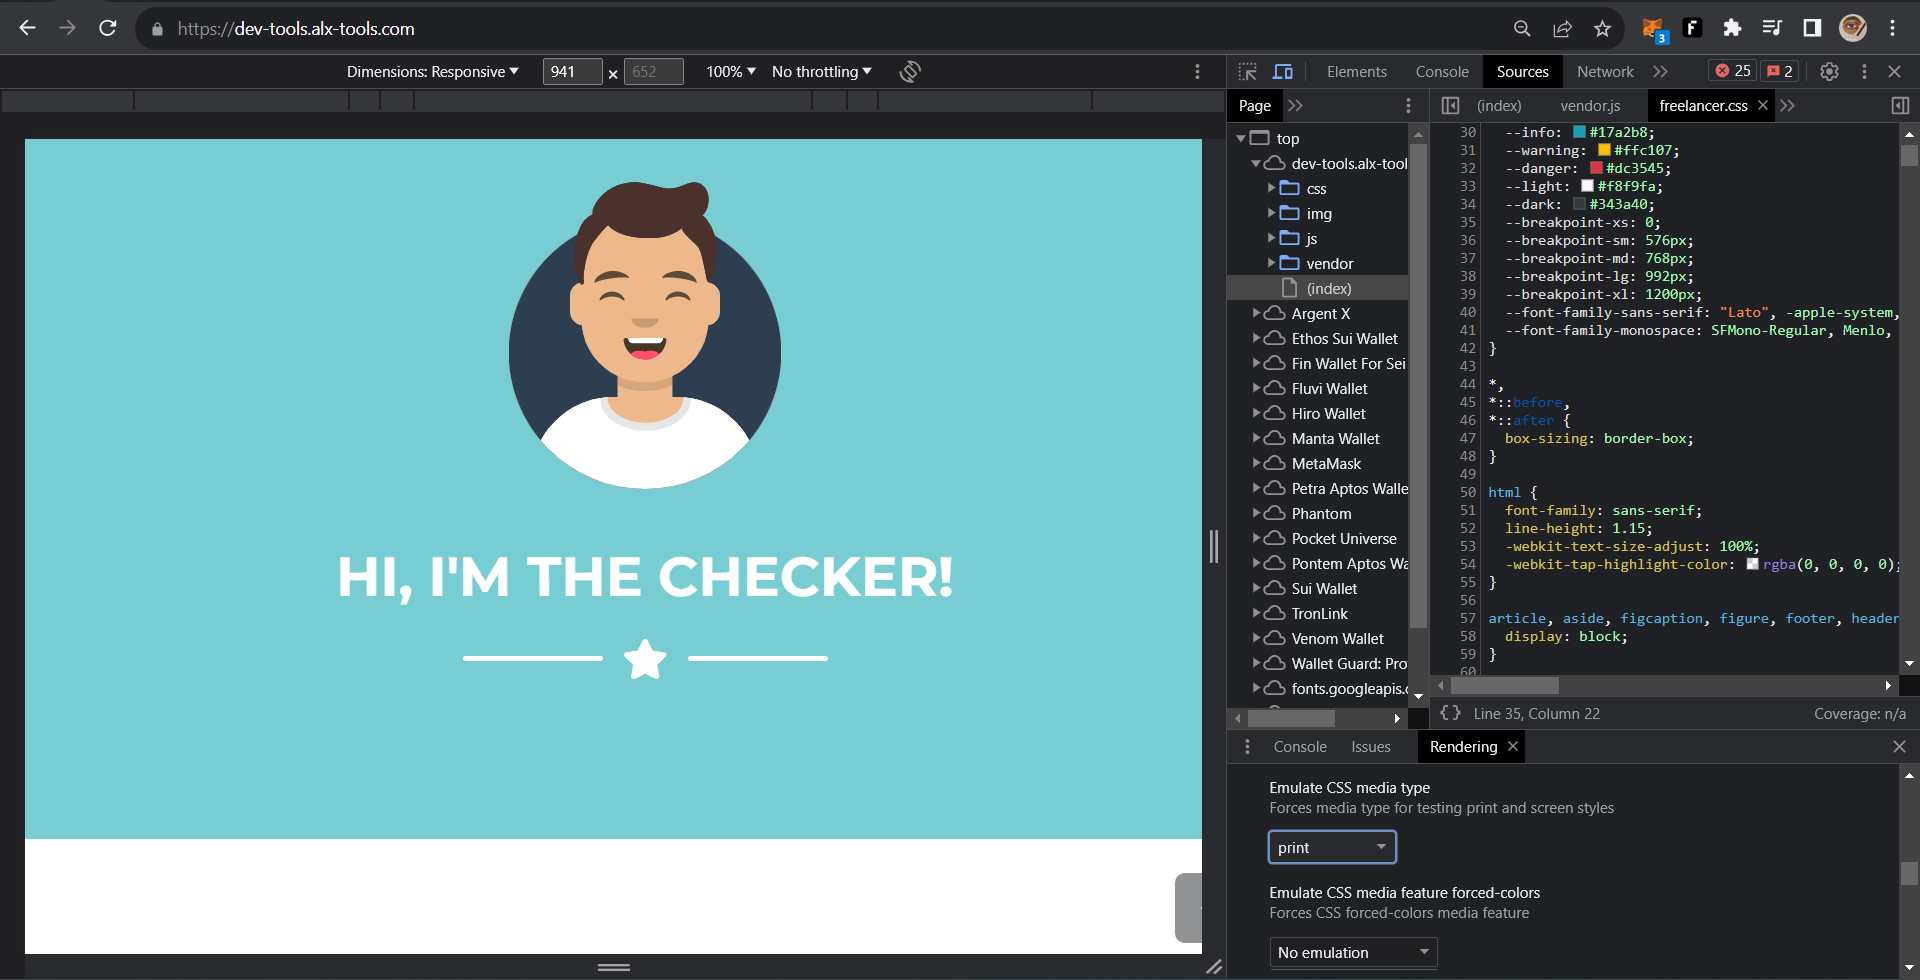 https://dev-tools.alx-tools.com
3
Dimensions: Responsive
941 × 652
100%
No throttling
HI, I'M THE CHECKER!
Elements
Console
Sources
Network
25
2
Page
(index)
vendor.js
freelancer.css
top
dev-tools.alx-tool
css
img
js
vendor
(index)
Argent X
Ethos Sui Wallet
Fin Wallet For Sei
Fluvi Wallet
Hiro Wallet
Manta Wallet
MetaMask
Petra Aptos Walle
Phantom
Pocket Universe
Pontem Aptos Wa
Sui Wallet
TronLink
Venom Wallet
Wallet Guard: Pro
fonts.googleapis.c
30 --info: #17a2b8;
31 --warning: #ffc107;
32 --danger: #dc3545;
33 --light: #f8f9fa;
34 --dark: #343a40;
35 --breakpoint-xs: 0;
36 --breakpoint-sm: 576px;
37 --breakpoint-md: 768px;
38 --breakpoint-lg: 992px;
39 --breakpoint-xl: 1200px;
40 --font-family-sans-serif: "Lato", -apple-system,
41 --font-family-monospace: SFMono-Regular, Menlo,
42 }
43
44 *,
45 *::before,
46 *::after {
47 box-sizing: border-box;
48 }
49
50 html {
51 font-family: sans-serif;
52 line-height: 1.15;
53 -webkit-text-size-adjust: 100%;
54 -webkit-tap-highlight-color: rgba(0, 0, 0, 0);
55 }
56
57 article, aside, figcaption, figure, footer, header
58 display: block;
59 }
60
{} Line 35, Column 22
Coverage: n/a
Console
Issues
Rendering
Emulate CSS media type
Forces media type for testing print and screen styles
print
Emulate CSS media feature forced-colors
Forces CSS forced-colors media feature
No emulation